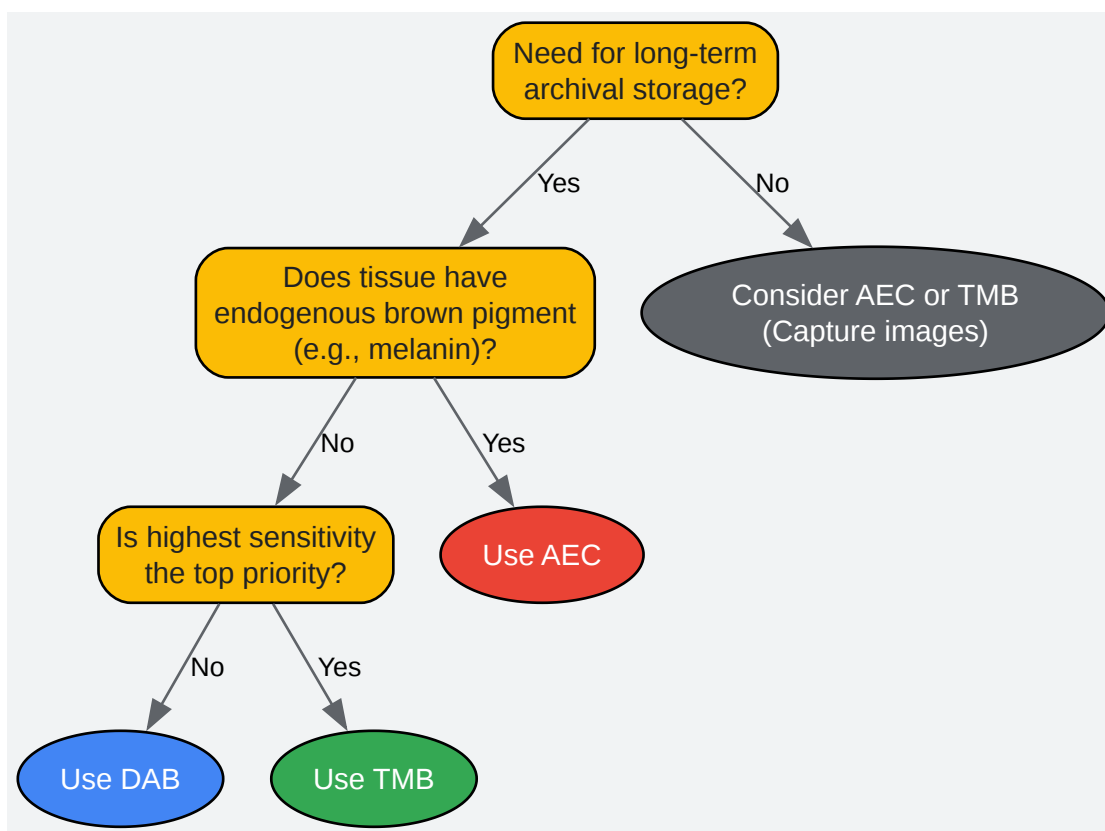 Need for long-term
archival storage?
Yes
No
Does tissue have
endogenous brown pigment
(e.g., melanin)?
Consider AEC or TMB
(Capture images)
No
Yes
Is highest sensitivity
the top priority?
Use AEC
No
Yes
Use DAB
Use TMB